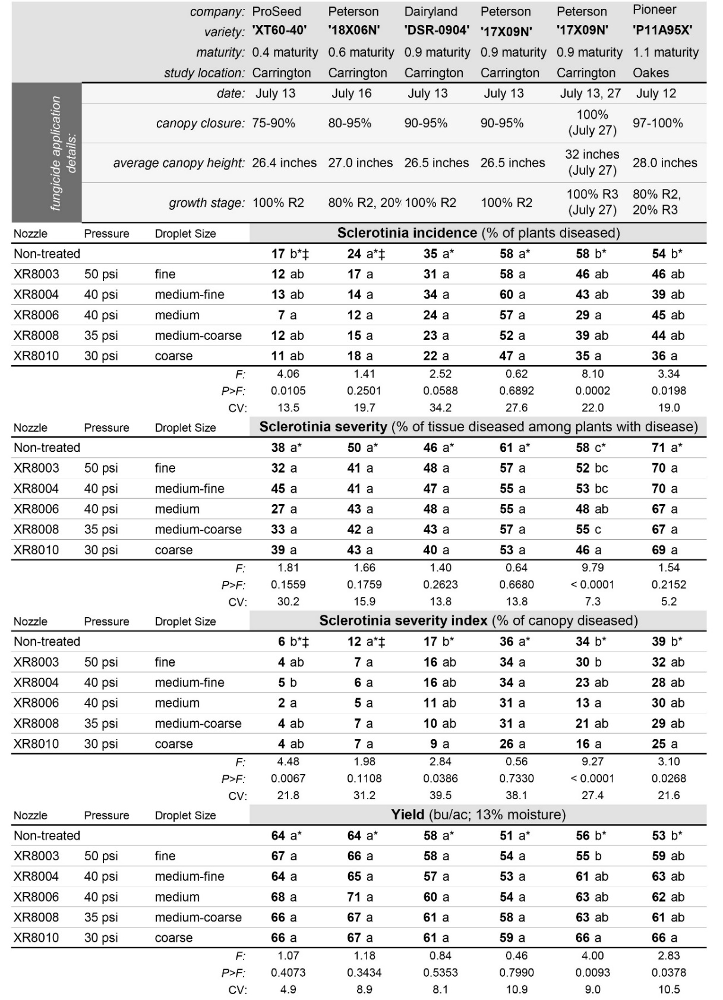 company: ProSeed Peterson Dairyland Peterson Peterson Pioneer
variety: 'XT60-40' '18X06N' 'DSR-0904' '17X09N' '17X09N' 'P11A95X'
maturity: 0.4 maturity 0.6 maturity 0.9 maturity 0.9 maturity 0.9 maturity 1.1 maturity
study location: Carrington Carrington Carrington Carrington Carrington Oakes
fungicide application details:
date: July 13 July 16 July 13 July 13 July 13, 27 July 12
canopy closure: 75-90% 80-95% 90-95% 90-95% 100% (July 27) 97-100%
average canopy height: 26.4 inches 27.0 inches 26.5 inches 26.5 inches 32 inches (July 27) 28.0 inches
growth stage: 100% R2 80% R2, 20% 100% R2 100% R2 100% R3 (July 27) 80% R2, 20% R3
Nozzle Pressure Droplet Size Sclerotinia incidence (% of plants diseased)
Non-treated 17 b*‡ 24 a*‡ 35 a* 58 a* 58 b* 54 b*
XR8003 50 psi fine 12 ab 17 a 31 a 58 a 46 ab 46 ab
XR8004 40 psi medium-fine 13 ab 14 a 34 a 60 a 43 ab 39 ab
XR8006 40 psi medium 7 a 12 a 24 a 57 a 29 a 45 ab
XR8008 35 psi medium-coarse 12 ab 15 a 23 a 52 a 39 ab 44 ab
XR8010 30 psi coarse 11 ab 18 a 22 a 47 a 35 a 36 a
F: 4.06 1.41 2.52 0.62 8.10 3.34
P>F: 0.0105 0.2501 0.0588 0.6892 0.0002 0.0198
CV: 13.5 19.7 34.2 27.6 22.0 19.0
Nozzle Pressure Droplet Size Sclerotinia severity (% of tissue diseased among plants with disease)
Non-treated 38 a* 50 a* 46 a* 61 a* 58 c* 71 a*
XR8003 50 psi fine 32 a 41 a 48 a 57 a 52 bc 70 a
XR8004 40 psi medium-fine 45 a 41 a 47 a 55 a 53 bc 70 a
XR8006 40 psi medium 27 a 43 a 48 a 55 a 48 ab 67 a
XR8008 35 psi medium-coarse 33 a 42 a 43 a 57 a 55 c 67 a
XR8010 30 psi coarse 39 a 43 a 40 a 53 a 46 a 69 a
F: 1.81 1.66 1.40 0.64 9.79 1.54
P>F: 0.1559 0.1759 0.2623 0.6680 < 0.0001 0.2152
CV: 30.2 15.9 13.8 13.8 7.3 5.2
Nozzle Pressure Droplet Size Sclerotinia severity index (% of canopy diseased)
Non-treated 6 b*‡ 12 a*‡ 17 b* 36 a* 34 b* 39 b*
XR8003 50 psi fine 4 ab 7 a 16 ab 34 a 30 b 32 ab
XR8004 40 psi medium-fine 5 b 6 a 16 ab 34 a 23 ab 28 ab
XR8006 40 psi medium 2 a 5 a 11 ab 31 a 13 a 30 ab
XR8008 35 psi medium-coarse 4 ab 7 a 10 ab 31 a 21 ab 29 ab
XR8010 30 psi coarse 4 ab 7 a 9 a 26 a 16 a 25 a
F: 4.48 1.98 2.84 0.56 9.27 3.10
P>F: 0.0067 0.1108 0.0386 0.7330 < 0.0001 0.0268
CV: 21.8 31.2 39.5 38.1 27.4 21.6
Nozzle Pressure Droplet Size Yield (bu/ac; 13% moisture)
Non-treated 64 a* 64 a* 58 a* 51 a* 56 b* 53 b*
XR8003 50 psi fine 67 a 66 a 58 a 54 a 55 b 59 ab
XR8004 40 psi medium-fine 64 a 65 a 57 a 53 a 61 ab 63 ab
XR8006 40 psi medium 68 a 71 a 60 a 54 a 63 ab 62 ab
XR8008 35 psi medium-coarse 66 a 67 a 61 a 58 a 63 ab 61 ab
XR8010 30 psi coarse 66 a 67 a 61 a 59 a 66 a 66 a
F: 1.07 1.18 0.84 0.46 4.00 2.83
P>F: 0.4073 0.3434 0.5353 0.7990 0.0093 0.0378
CV: 4.9 8.9 8.1 10.9 9.0 10.5